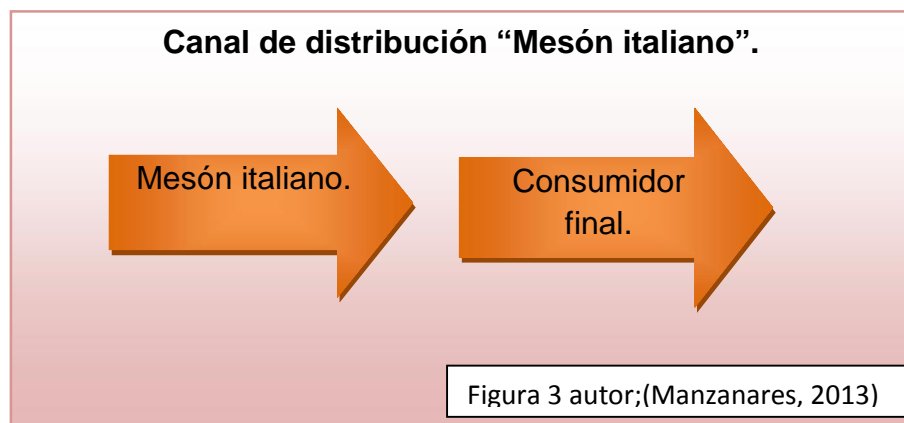 Canal de distribución “Mesón italiano”.
Mesón italiano.
Consumidor
final.
Figura 3 autor;(Manzanares, 2013)